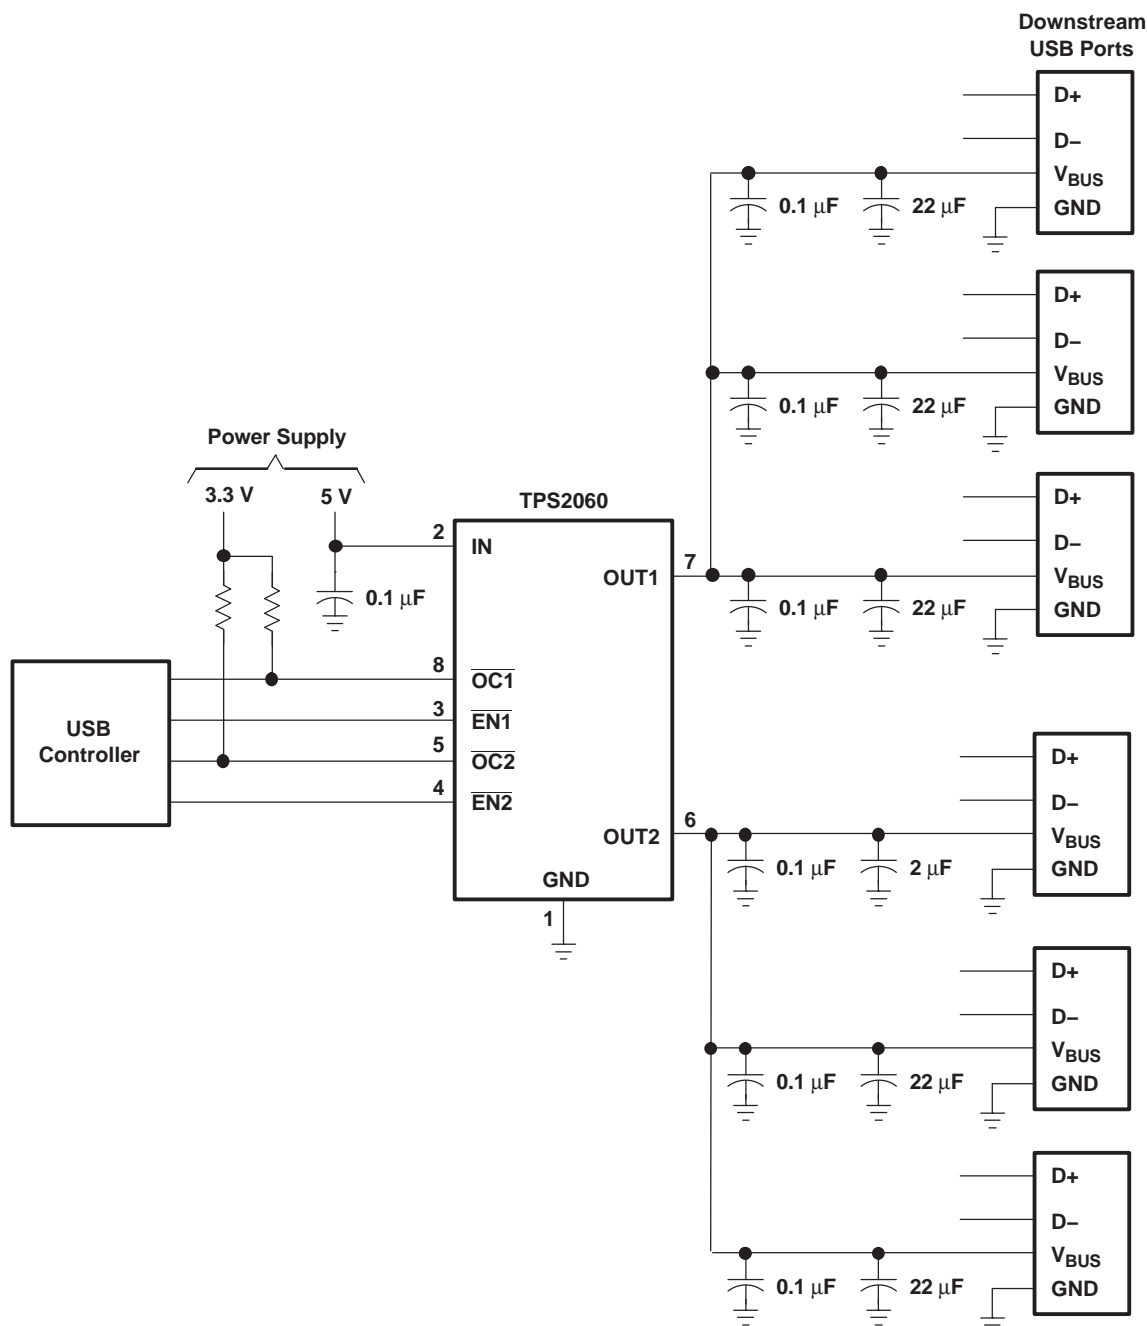 Downstream
USB Ports
D+
D−
VBUS
0.1 μF
22 μF
GND
D+
D−
VBUS
0.1 μF
22 μF
GND
Power Supply
3.3 V
5 V
TPS2060
D+
D−
2
IN
7
OUT1
VBUS
0.1 μF
0.1 μF
22 μF
GND
8
OC1
3
EN1
USB
Controller
5
OC2
4
EN2
D+
D−
6
OUT2
VBUS
0.1 μF
2 μF
GND
GND
1
D+
D−
VBUS
0.1 μF
22 μF
GND
D+
D−
VBUS
0.1 μF
22 μF
GND